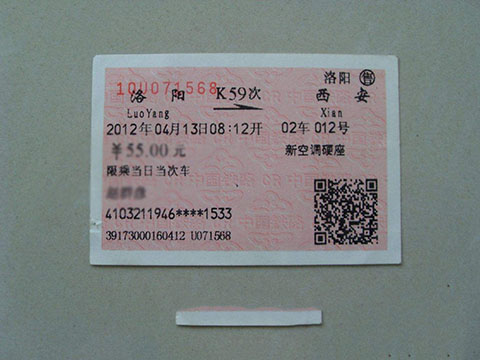 10U071568 洛阳 售
洛阳 K59次 西安
LuoYang Xian
2012年04月13日08:12开 02车 012号
￥55.00元 新空调硬座
限乘当日当次车
4103211946****1533
39173000160412 U071568